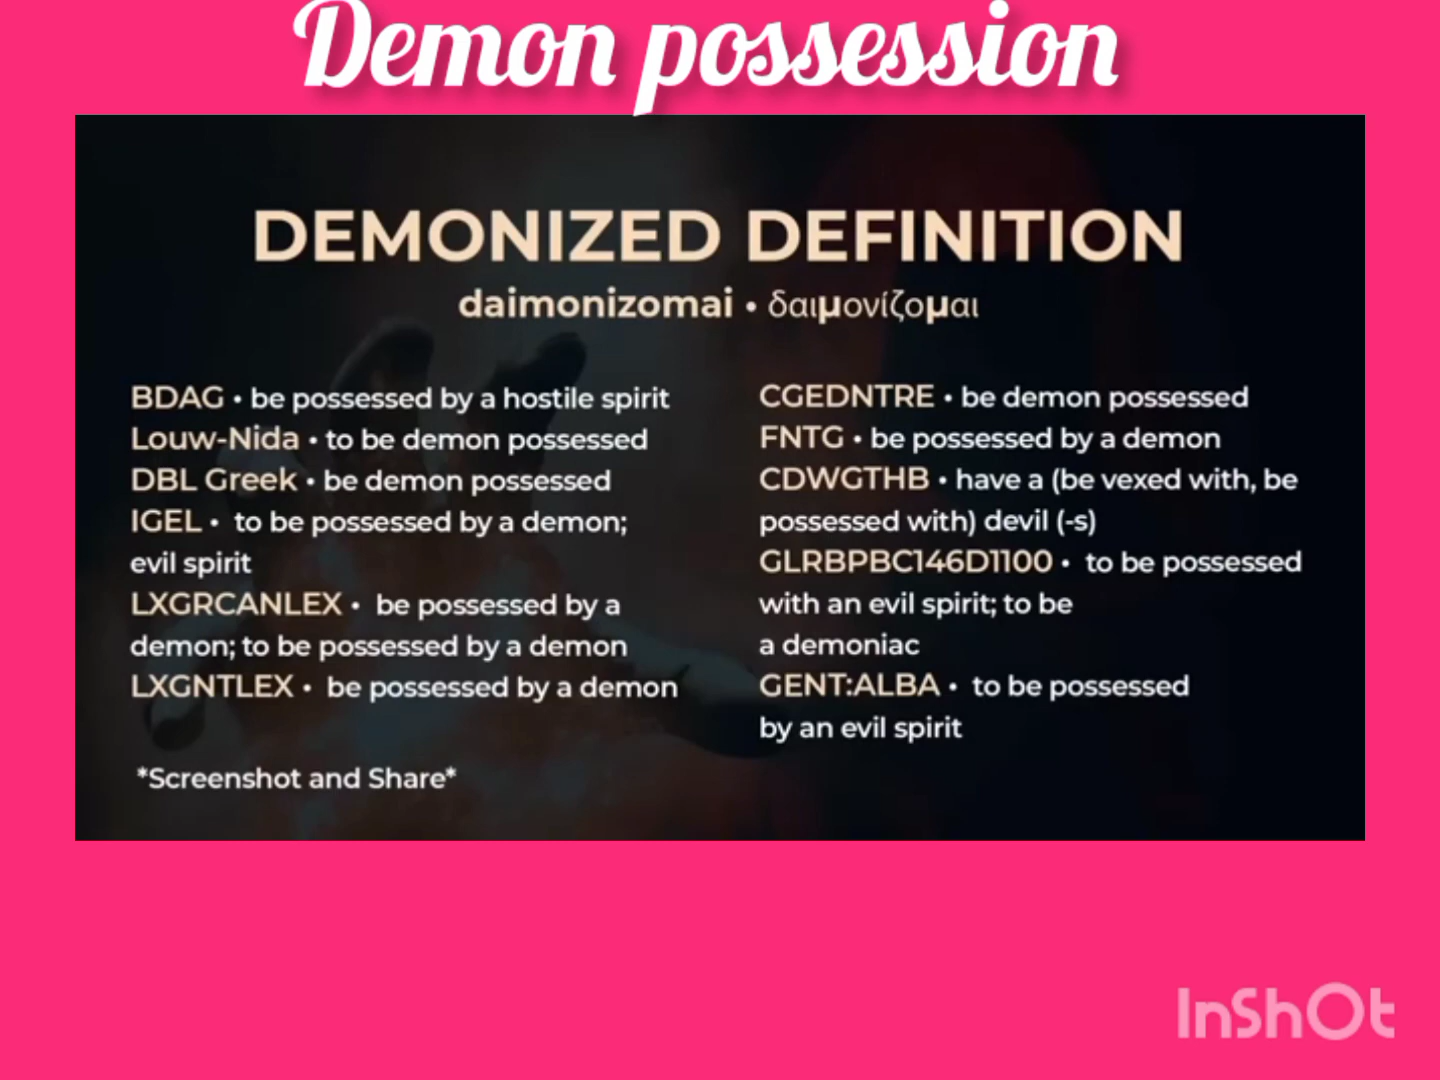 Demon possession
DEMONIZED DEFINITION
daimonizomai • δαιμονίζομαι
BDAG • be possessed by a hostile spirit
Louw-Nida • to be demon possessed
DBL Greek • be demon possessed
IGEL • to be possessed by a demon;
evil spirit
LXGRCANLEX • be possessed by a
demon; to be possessed by a demon
LXGNTLEX • be possessed by a demon
*Screenshot and Share*
CGEDNTRE • be demon possessed
FNTG • be possessed by a demon
CDWGTHB • have a (be vexed with, be
possessed with) devil (-s)
GLRBPBC146D1100 • to be possessed
with an evil spirit; to be
a demoniac
GENT:ALBA • to be possessed
by an evil spirit
InShOt